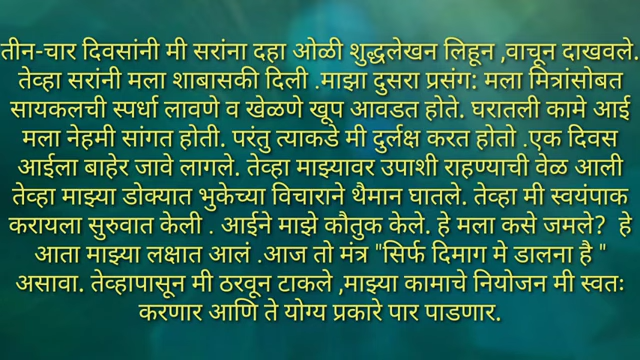 तीन-चार दिवसांनी मी सरांना दहा ओळी शुद्धलेखन लिहून ,वाचून दाखवले.
तेव्हा सरांनी मला शाबासकी दिली .माझा दुसरा प्रसंग: मला मित्रांसोबत
सायकलची स्पर्धा लावणे व खेळणे खूप आवडत होते. घरातली कामे आई
मला नेहमी सांगत होती. परंतु त्याकडे मी दुर्लक्ष करत होतो .एक दिवस
आईला बाहेर जावे लागले. तेव्हा माझ्यावर उपाशी राहण्याची वेळ आली
तेव्हा माझ्या डोक्यात भुकेच्या विचाराने थैमान घातले. तेव्हा मी स्वयंपाक
करायला सुरुवात केली . आईने माझे कौतुक केले. हे मला कसे जमले? हे
आता माझ्या लक्षात आलं .आज तो मंत्र "सिर्फ दिमाग मे डालना है "
असावा. तेव्हापासून मी ठरवून टाकले ,माझ्या कामाचे नियोजन मी स्वतः
करणार आणि ते योग्य प्रकारे पार पाडणार.